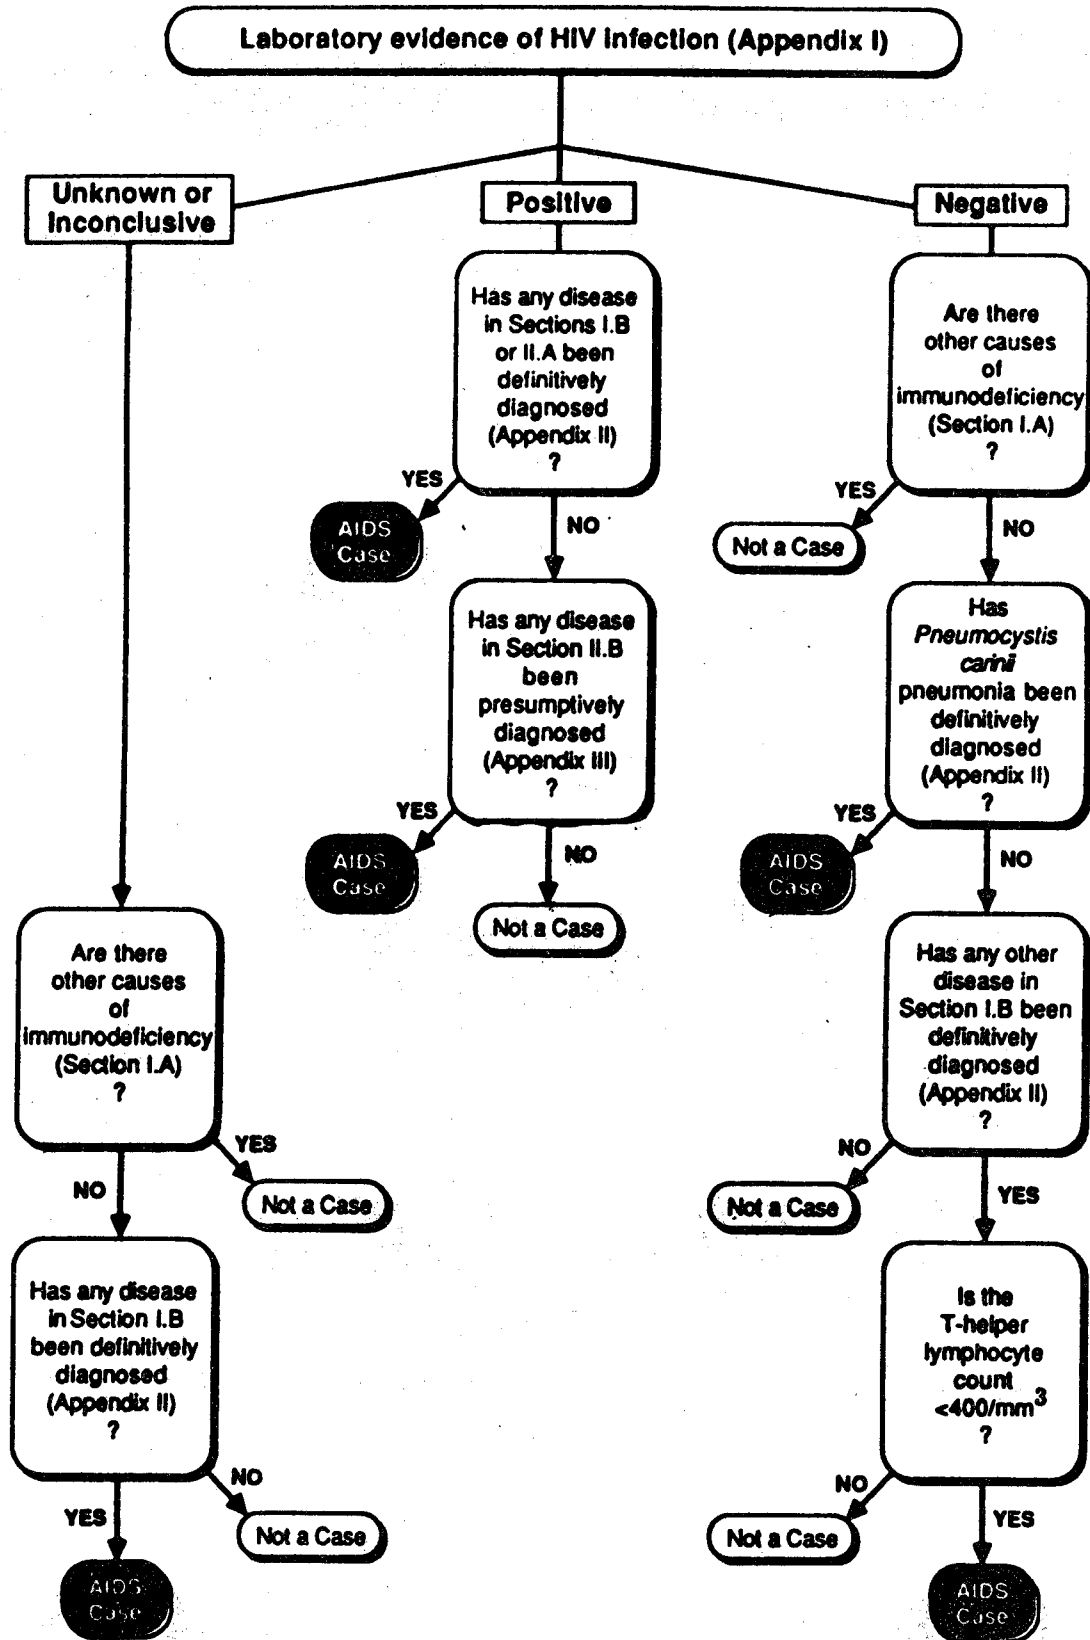 Laboratory evidence of HIV infection (Appendix I)
Unknown or
Inconclusive
Positive
Negative
Has any disease
in Sections I.B
or II.A been
definitively
diagnosed
(Appendix II)
?
YES
AIDS
Case
NO
Has any disease
in Section II.B
been
presumptively
diagnosed
(Appendix III)
?
YES
AIDS
Case
NO
Not a Case
Are there
other causes
of
immunodeficiency
(Section I.A)
?
YES
Not a Case
NO
Has
Pneumocystis
carinii
pneumonia been
definitively
diagnosed
(Appendix II)
?
YES
AIDS
Case
NO
Has any other
disease in
Section I.B been
definitively
diagnosed
(Appendix II)
?
NO
Not a Case
YES
Is the
T-helper
lymphocyte
count
<400/mm³
?
NO
Not a Case
YES
AIDS
Case
Are there
other causes
of
immunodeficiency
(Section I.A)
?
YES
Not a Case
NO
Has any disease
in Section I.B
been definitively
diagnosed
(Appendix II)
?
NO
Not a Case
YES
AIDS
Case